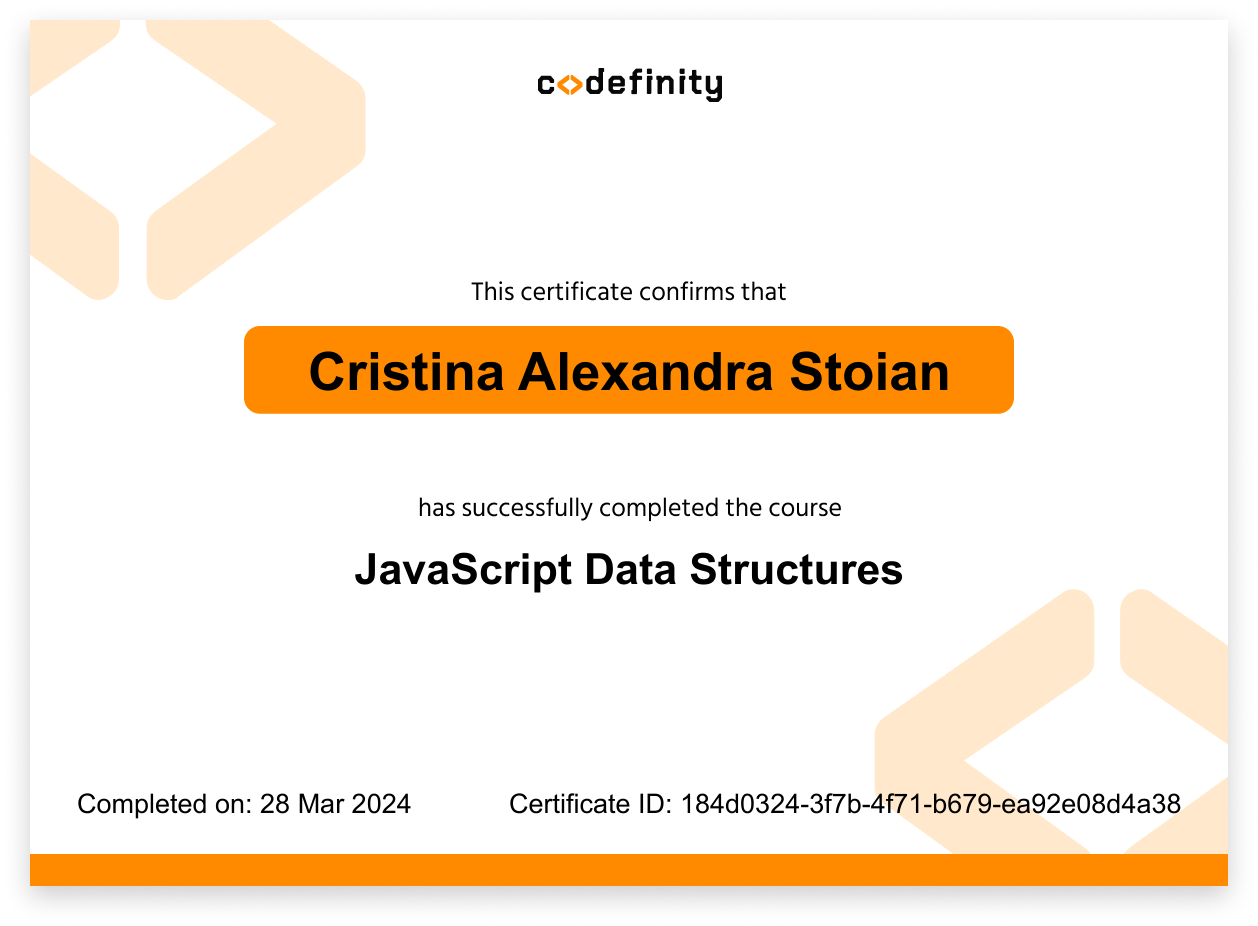 codefinity
This certificate confirms that
Cristina Alexandra Stoian
has successfully completed the course
JavaScript Data Structures
Completed on: 28 Mar 2024
Certificate ID: 184d0324-3f7b-4f71-b679-ea92e08d4a38